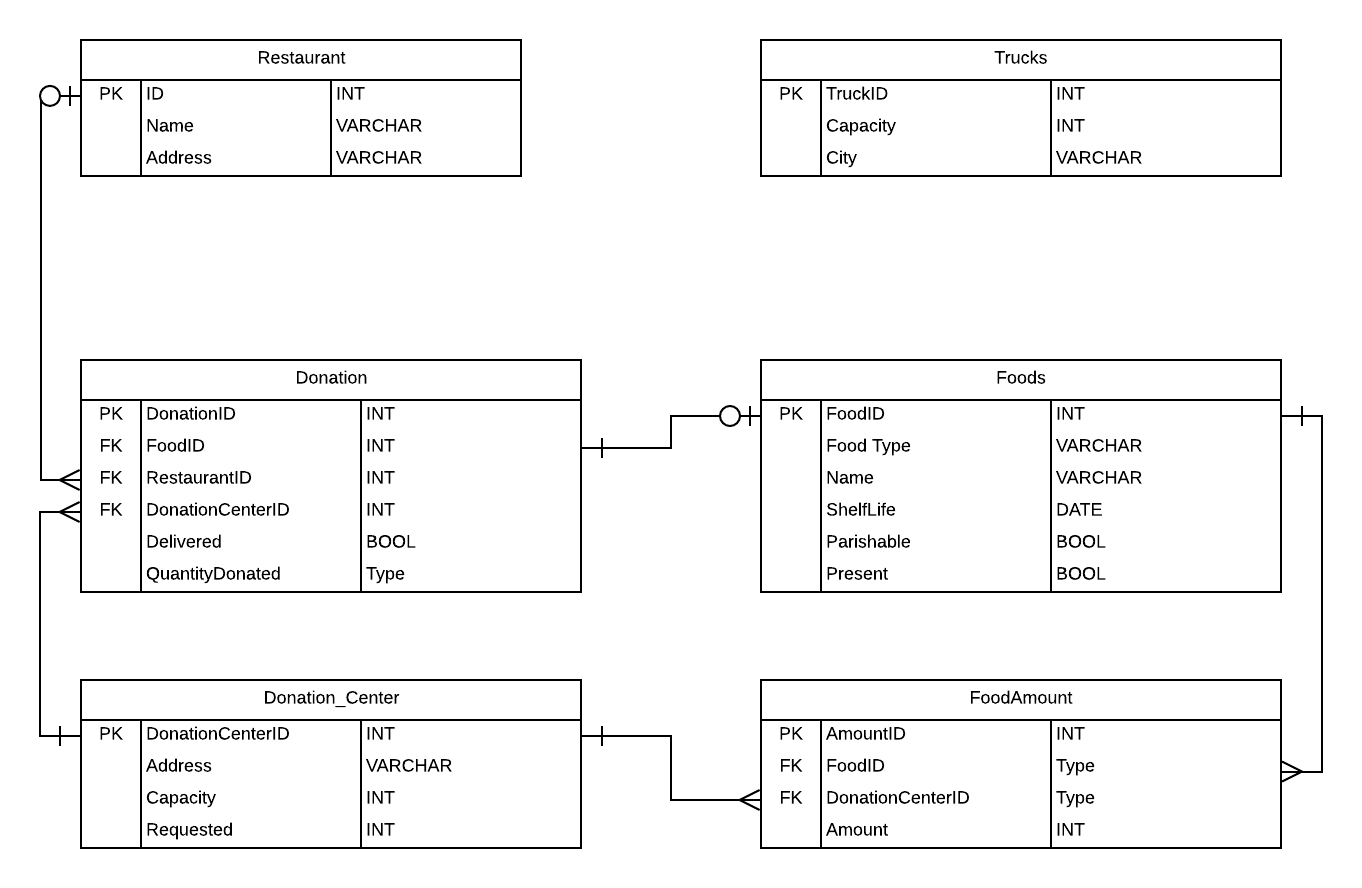 Restaurant
PK ID INT
Name VARCHAR
Address VARCHAR
Trucks
PK TruckID INT
Capacity INT
City VARCHAR
Donation
PK DonationID INT
FK FoodID INT
FK RestaurantID INT
FK DonationCenterID INT
Delivered BOOL
QuantityDonated Type
Foods
PK FoodID INT
Food Type VARCHAR
Name VARCHAR
ShelfLife DATE
Parishable BOOL
Present BOOL
Donation_Center
PK DonationCenterID INT
Address VARCHAR
Capacity INT
Requested INT
FoodAmount
PK AmountID INT
FK FoodID Type
FK DonationCenterID Type
Amount INT